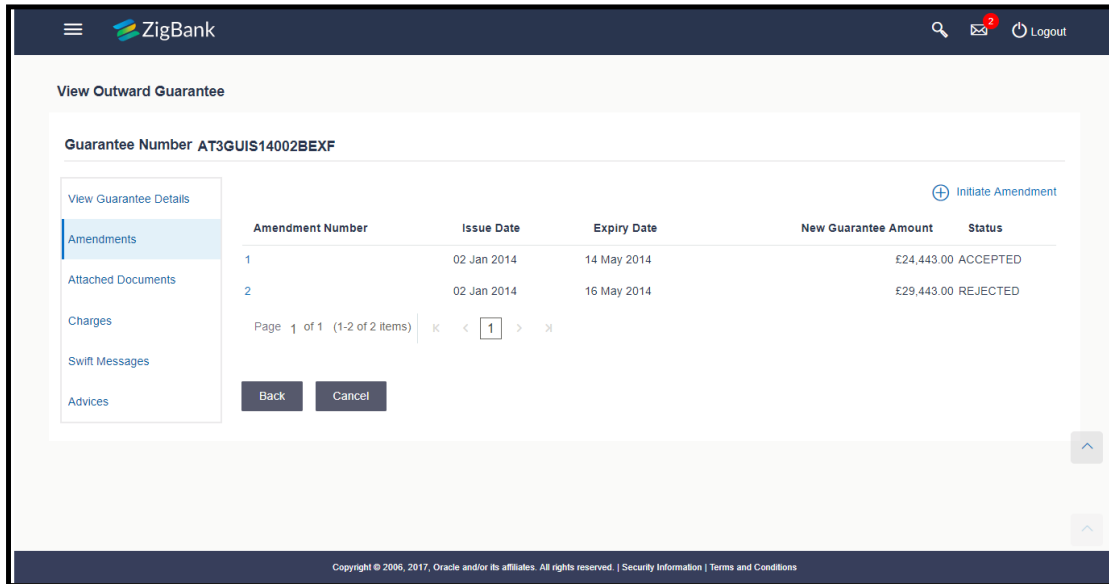 ZigBank
2
Logout
View Outward Guarantee
Guarantee Number AT3GUIS14002BEXF
View Guarantee Details
Amendments
Attached Documents
Charges
Swift Messages
Advices
Initiate Amendment
Amendment Number Issue Date Expiry Date New Guarantee Amount Status
1 02 Jan 2014 14 May 2014 £24,443.00 ACCEPTED
2 02 Jan 2014 16 May 2014 £29,443.00 REJECTED
Page 1 of 1 (1-2 of 2 items) K < 1 > Ʞ
Back Cancel
Copyright © 2006, 2017, Oracle and/or its affiliates. All rights reserved. | Security Information | Terms and Conditions